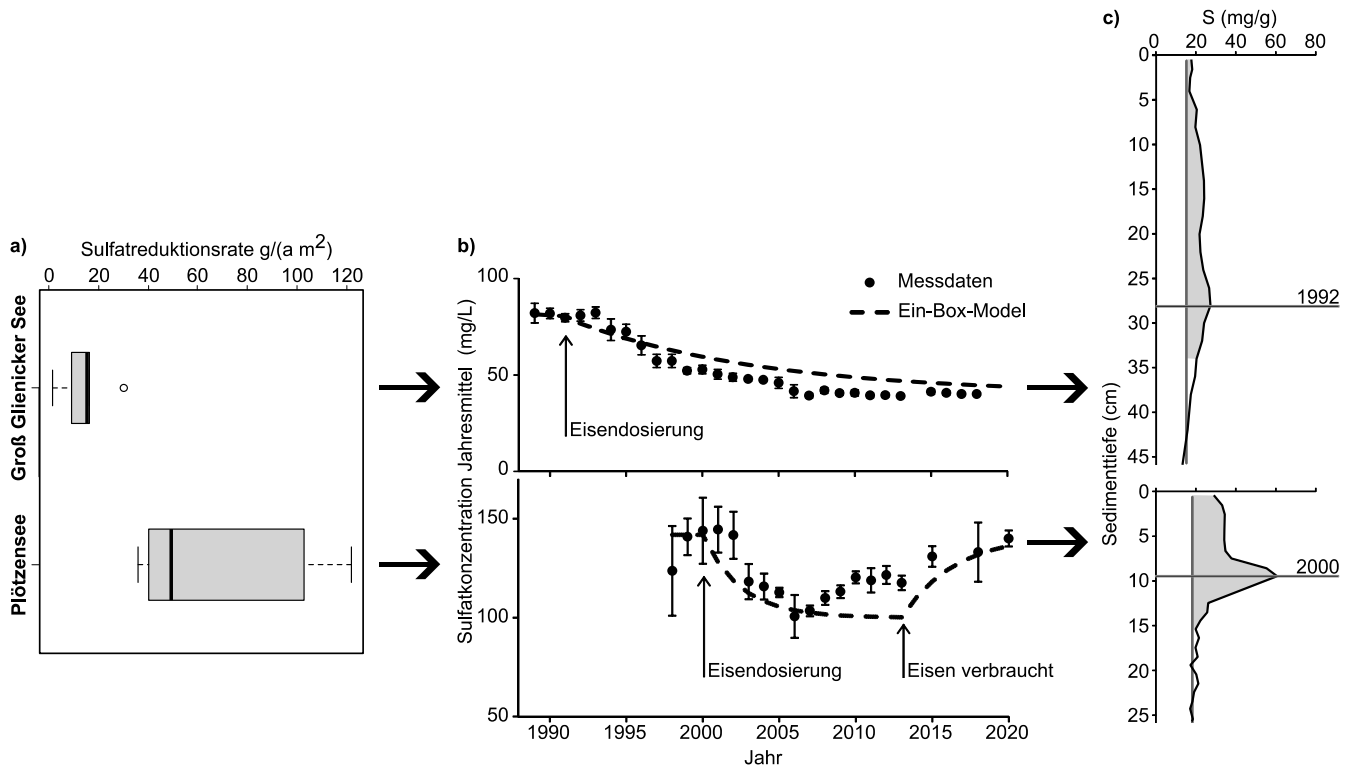 a)
Sulfatreduktionsrate g/(a m2)
0 20 40 60 80 100 120
Groß Glienicker See
Plötzensee
b)
Sulfatkonzentration Jahresmittel (mg/L)
100
50
0
Messdaten
Ein-Box-Model
Eisendosierung
150
100
50
Eisendosierung
Eisen verbraucht
1990 1995 2000 2005 2010 2015 2020
Jahr
c)
S (mg/g)
0 20 40 60 80
Sedimenttiefe (cm)
0
5
10
15
20
25
1992
30
35
40
45
0
5
2000
10
15
20
25